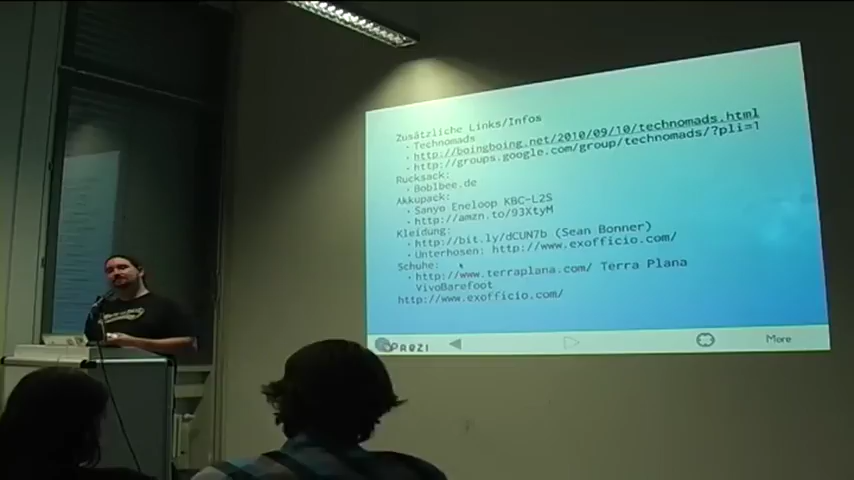 Zusätzliche Links/Infos
· Technomads
· http://boingboing.net/2010/09/10/technomads.html
· http://groups.google.com/group/technomads/?pli=1
Rucksack:
· Boblbee.de
Akkupack:
· Sanyo Eneloop KBC-L2S
· http://amzn.to/93XtyM
Kleidung:
· http://bit.ly/dCUN7b (Sean Bonner)
· Unterhosen: http://www.exofficio.com/
Schuhe:
· http://www.terraplana.com/ Terra Plana
VivoBarefoot
http://www.exofficio.com/
PREZI
More